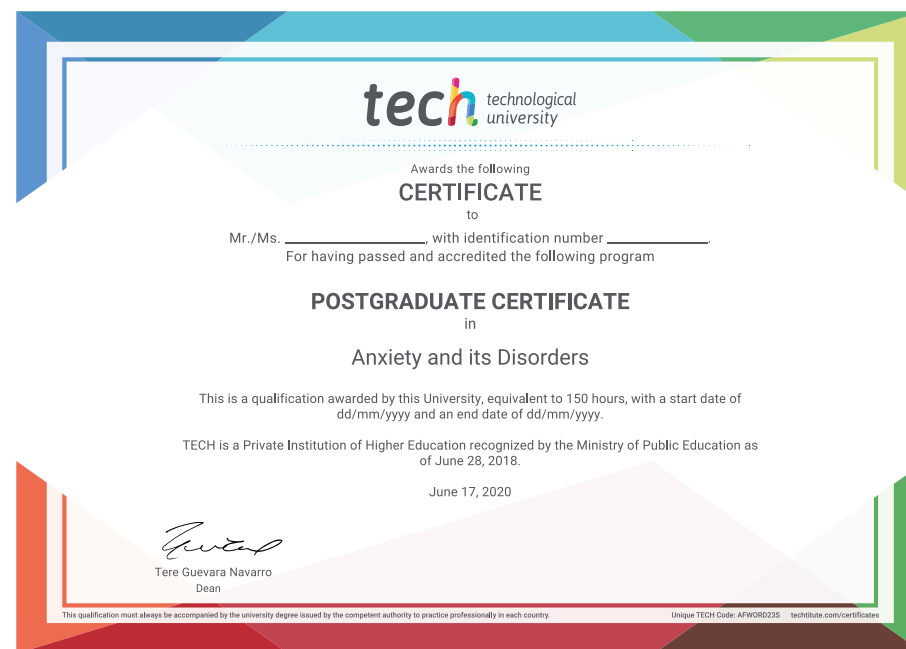 tech technological
university
Awards the following
CERTIFICATE
to
Mr./Ms. ____________________, with identification number ______________.
For having passed and accredited the following program
POSTGRADUATE CERTIFICATE
in
Anxiety and its Disorders
This is a qualification awarded by this University, equivalent to 150 hours, with a start date of
dd/mm/yyyy and an end date of dd/mm/yyyy.
TECH is a Private Institution of Higher Education recognized by the Ministry of Public Education as
of June 28, 2018.
June 17, 2020
Tere Guevara Navarro
Dean
This qualification must always be accompanied by the university degree issued by the competent authority to practice professionally in each country. Unique TECH Code: AFWORD23S techtitute.com/certificates